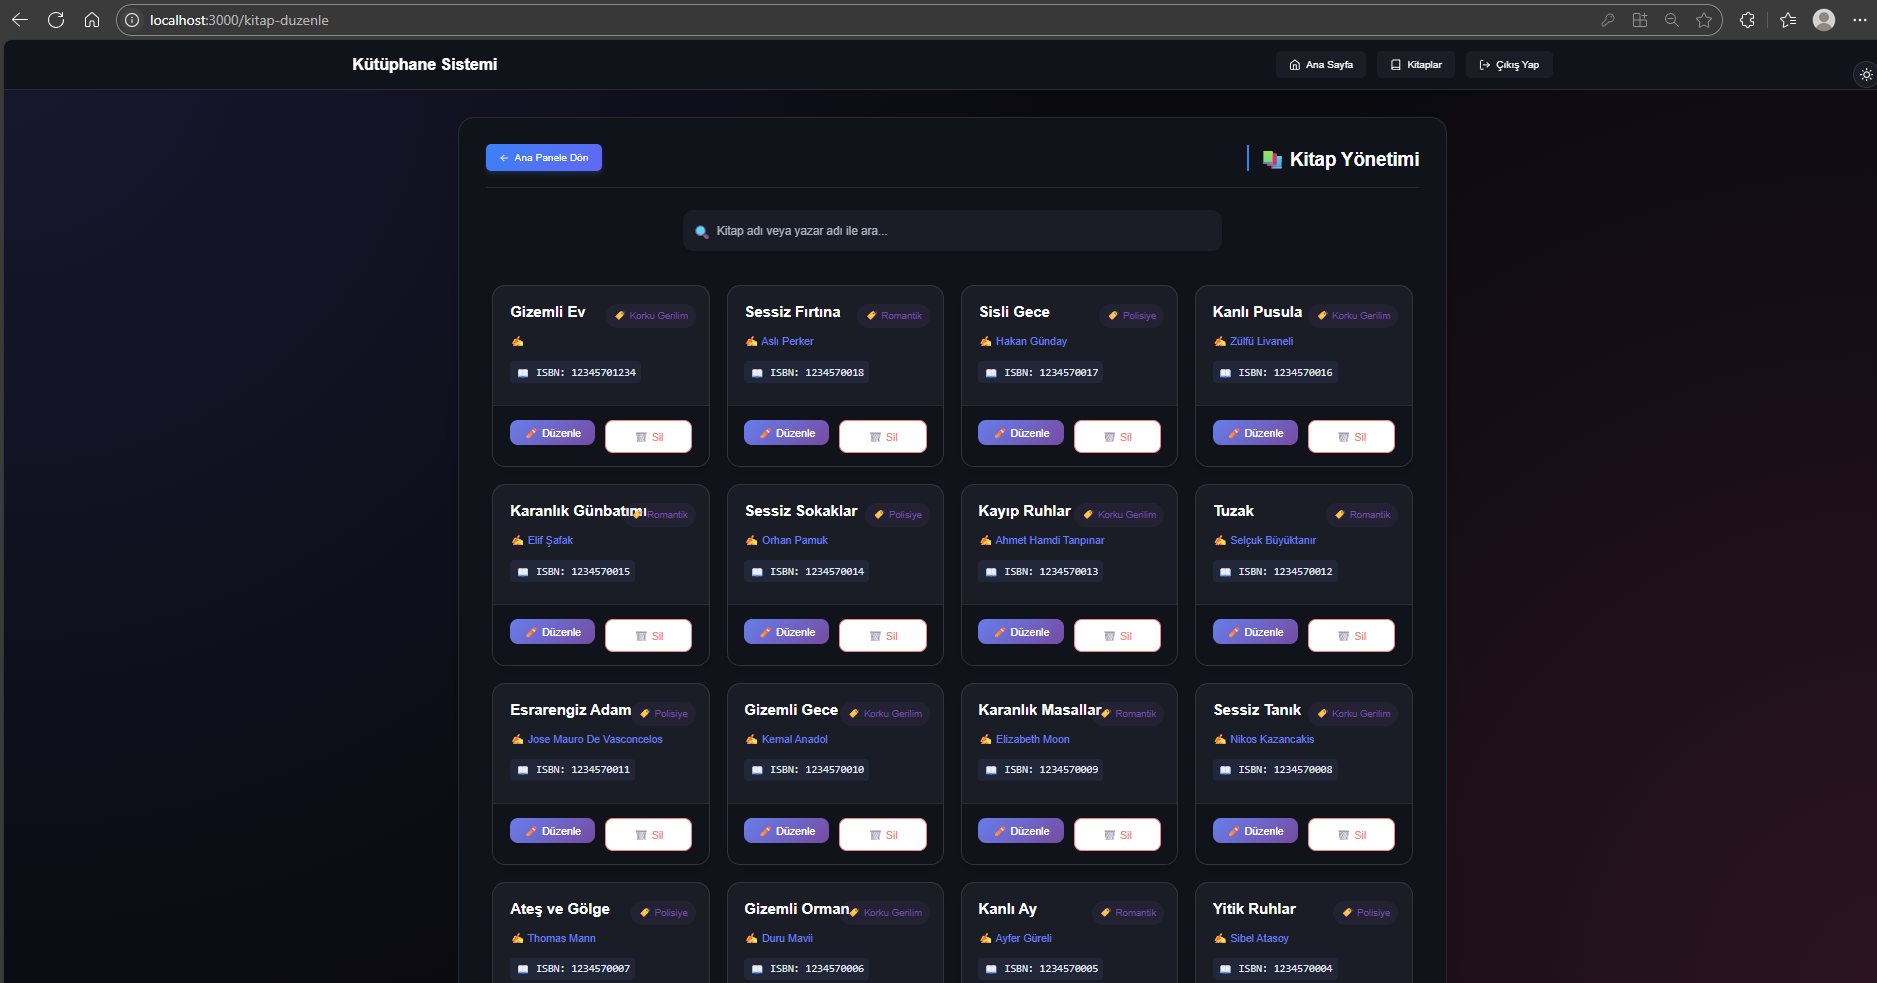 localhost:3000/kitap-duzenle
Kütüphane Sistemi
Ana Sayfa
Kitaplar
Çıkış Yap
Ana Panele Dön
Kitap Yönetimi
Kitap adı veya yazar adı ile ara...
Gizemli Ev
Korku Gerilim
ISBN: 12345701234
Düzenle
Sil
Sessiz Fırtına
Romantik
Aslı Perker
ISBN: 1234570018
Düzenle
Sil
Sisli Gece
Polisiye
Hakan Günday
ISBN: 1234570017
Düzenle
Sil
Kanlı Pusula
Korku Gerilim
Zülfü Livaneli
ISBN: 1234570016
Düzenle
Sil
Karanlık Günbatımı
Romantik
Elif Şafak
ISBN: 1234570015
Düzenle
Sil
Sessiz Sokaklar
Polisiye
Orhan Pamuk
ISBN: 1234570014
Düzenle
Sil
Kayıp Ruhlar
Korku Gerilim
Ahmet Hamdi Tanpınar
ISBN: 1234570013
Düzenle
Sil
Tuzak
Romantik
Selçuk Büyüktanır
ISBN: 1234570012
Düzenle
Sil
Esrarengiz Adam
Polisiye
Jose Mauro De Vasconcelos
ISBN: 1234570011
Düzenle
Sil
Gizemli Gece
Korku Gerilim
Kemal Anadol
ISBN: 1234570010
Düzenle
Sil
Karanlık Masallar
Romantik
Elizabeth Moon
ISBN: 1234570009
Düzenle
Sil
Sessiz Tanık
Korku Gerilim
Nikos Kazancakis
ISBN: 1234570008
Düzenle
Sil
Ateş ve Gölge
Polisiye
Thomas Mann
ISBN: 1234570007
Gizemli Orman
Korku Gerilim
Duru Mavii
ISBN: 1234570006
Kanlı Ay
Romantik
Ayfer Güreli
ISBN: 1234570005
Yitik Ruhlar
Polisiye
Sibel Atasoy
ISBN: 1234570004